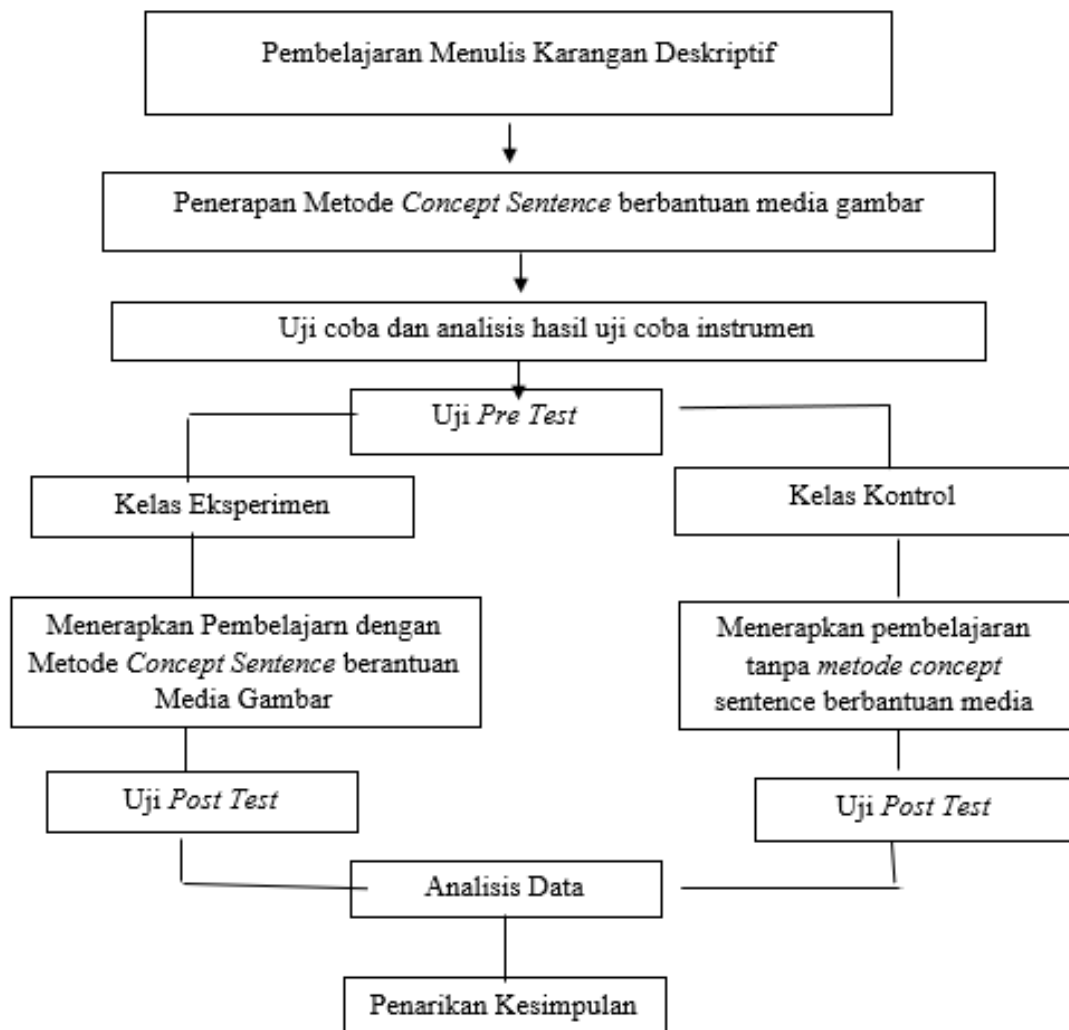 Pembelajaran Menulis Karangan Deskriptif
Penerapan Metode Concept Sentence berbantuan media gambar
Uji coba dan analisis hasil uji coba instrumen
Uji Pre Test
Kelas Eksperimen
Kelas Kontrol
Menerapkan Pembelajarn dengan
Metode Concept Sentence berantuan
Media Gambar
Menerapkan pembelajaran
tanpa metode concept
sentence berbantuan media
Uji Post Test
Uji Post Test
Analisis Data
Penarikan Kesimpulan